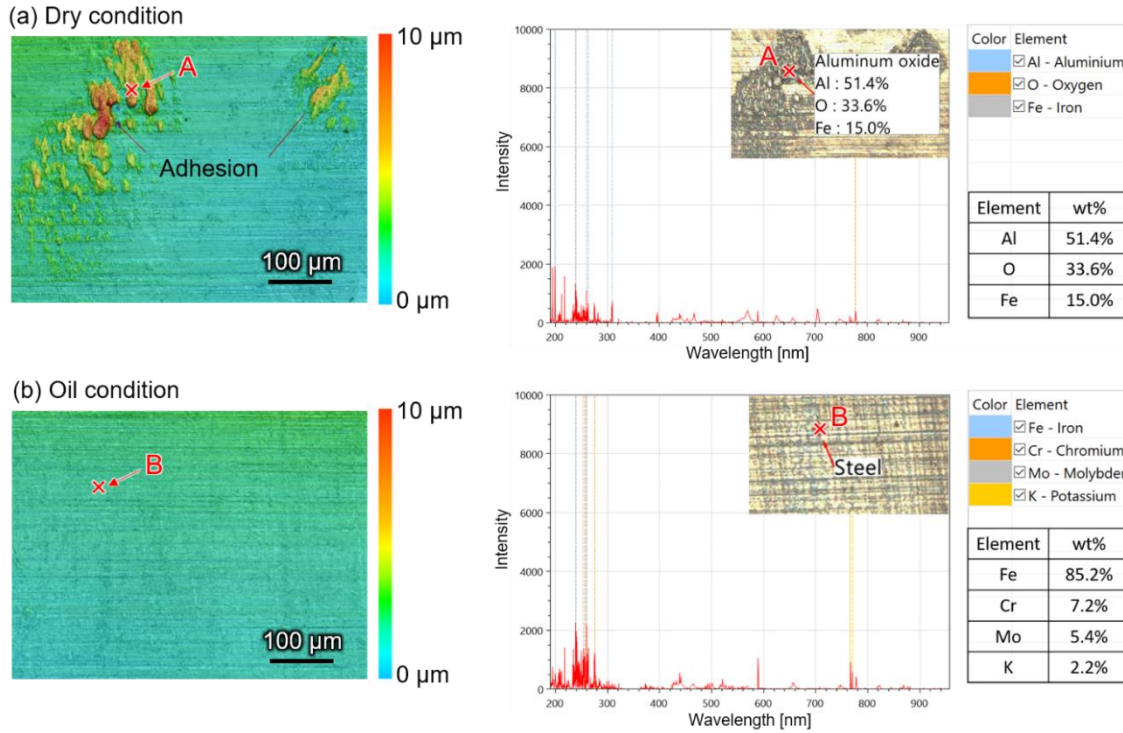 (a) Dry condition
10 μm
A
Adhesion
100 μm
0 μm
10000
8000
6000
4000
2000
0
Intensity
200 300 400 500 600 700 800 900
Wavelength [nm]
A
Aluminum oxide
Al : 51.4%
O : 33.6%
Fe : 15.0%
Color Element
Al - Aluminium
O - Oxygen
Fe - Iron
Element wt%
Al 51.4%
O 33.6%
Fe 15.0%
(b) Oil condition
10 μm
B
100 μm
0 μm
10000
8000
6000
4000
2000
0
Intensity
200 300 400 500 600 700 800 900
Wavelength [nm]
B
Steel
Color Element
Fe - Iron
Cr - Chromium
Mo - Molybden
K - Potassium
Element wt%
Fe 85.2%
Cr 7.2%
Mo 5.4%
K 2.2%